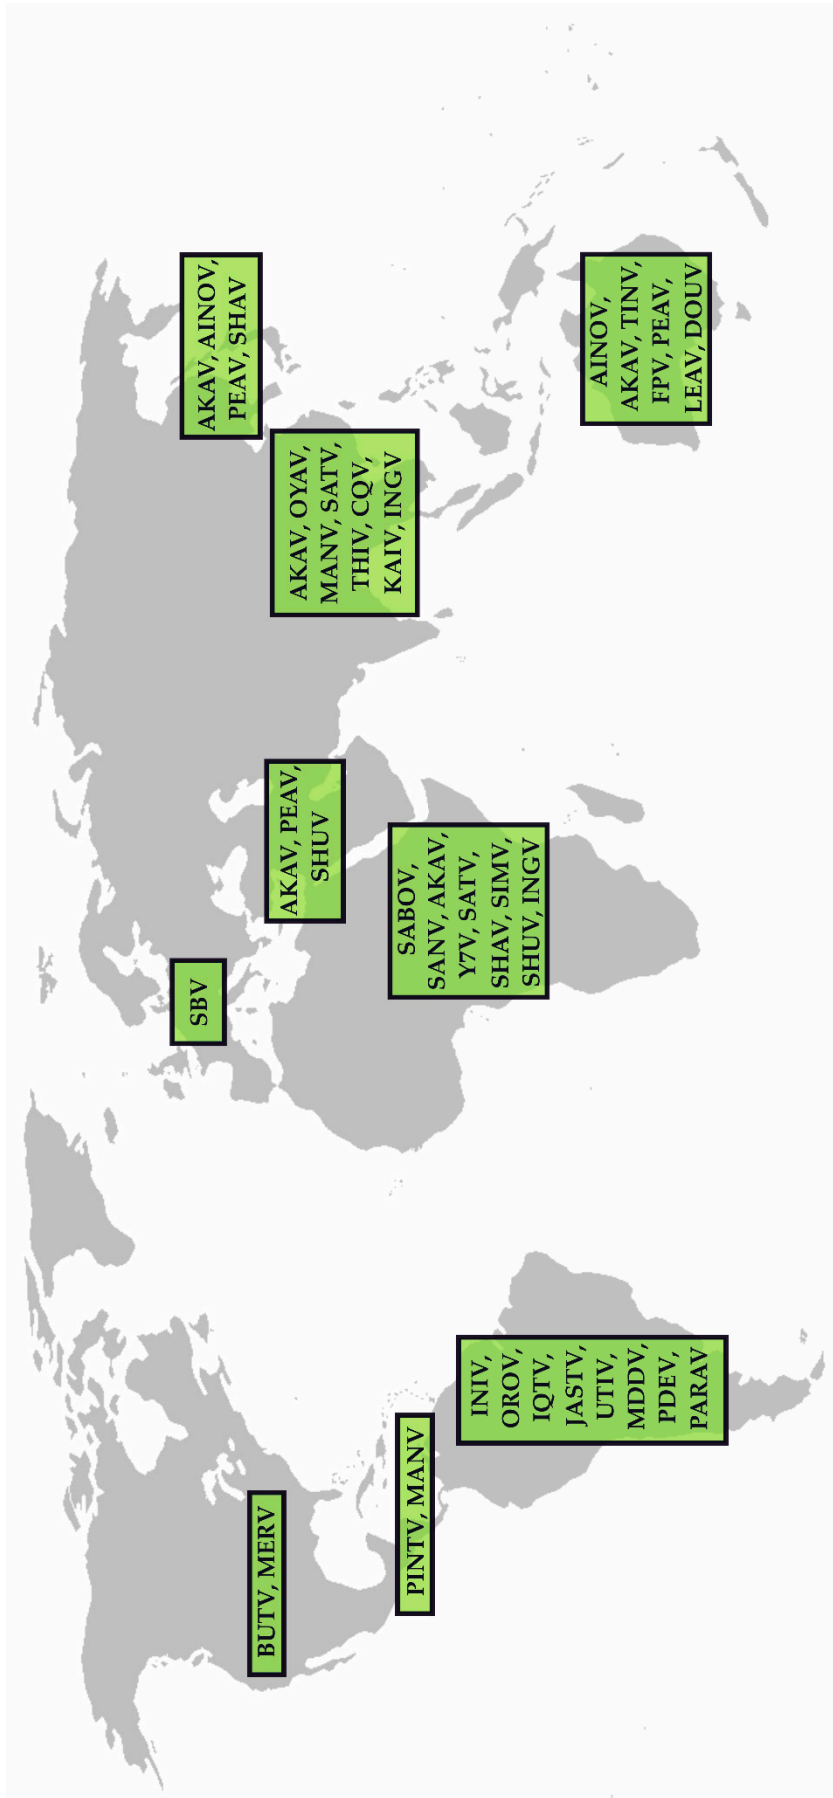 BUTV, MERV
PINTV, MANV
INIV,
OROV,
IQTV,
JASTV,
UTIV,
MDDV,
PDEV,
PARAV
SBV
AKAV, PEAV,
SHUV
SABOV,
SANV, AKAV,
Y7V, SATV,
SHAV, SIMV,
SHUV, INGV
AKAV, OYAV,
MANV, SATV,
THIV, CQV,
KAIV, INGV
AKAV, AINOV,
PEAV, SHAV
AINOV,
AKAV, TINV,
FPV, PEAV,
LEAV, DOUV